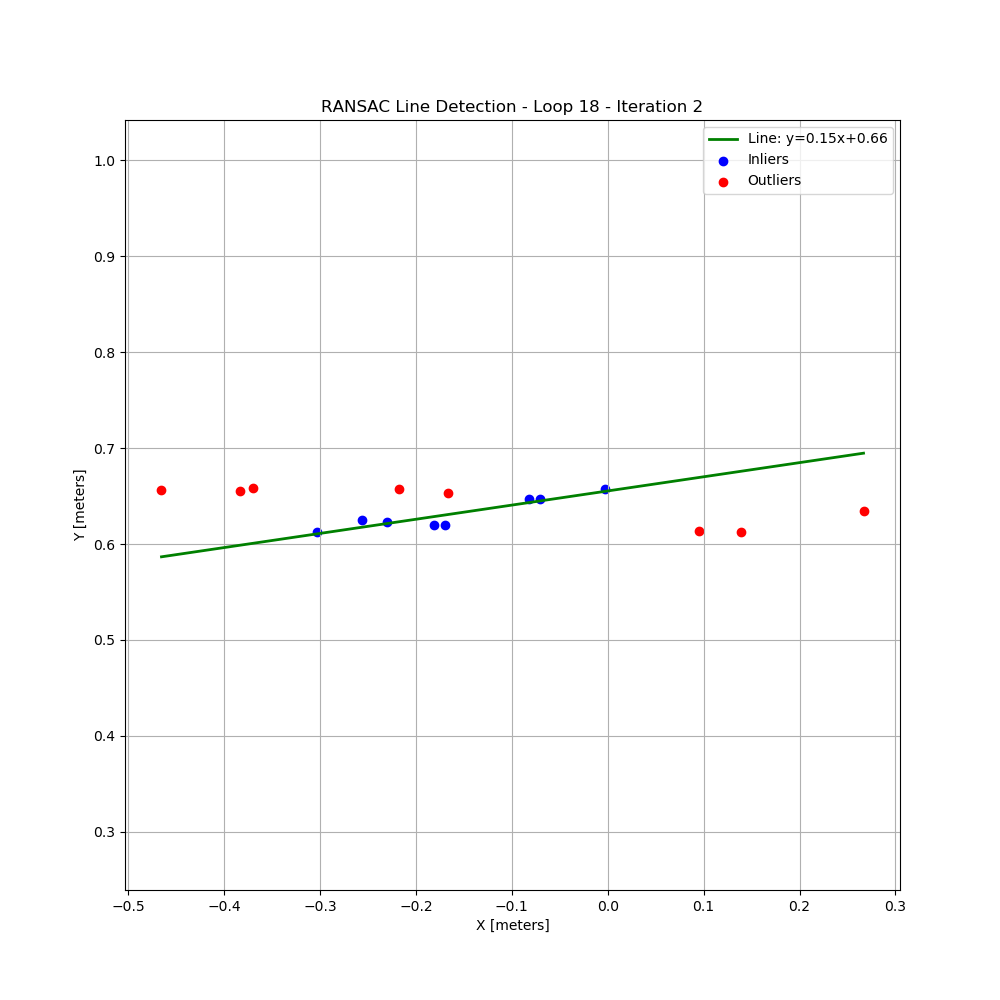 RANSAC Line Detection - Loop 18 - Iteration 2
Line: y=0.15x+0.66
Inliers
Outliers
1.0
0.9
0.8
0.7
0.6
0.5
0.4
0.3
Y [meters]
−0.5 −0.4 −0.3 −0.2 −0.1 0.0 0.1 0.2 0.3
X [meters]